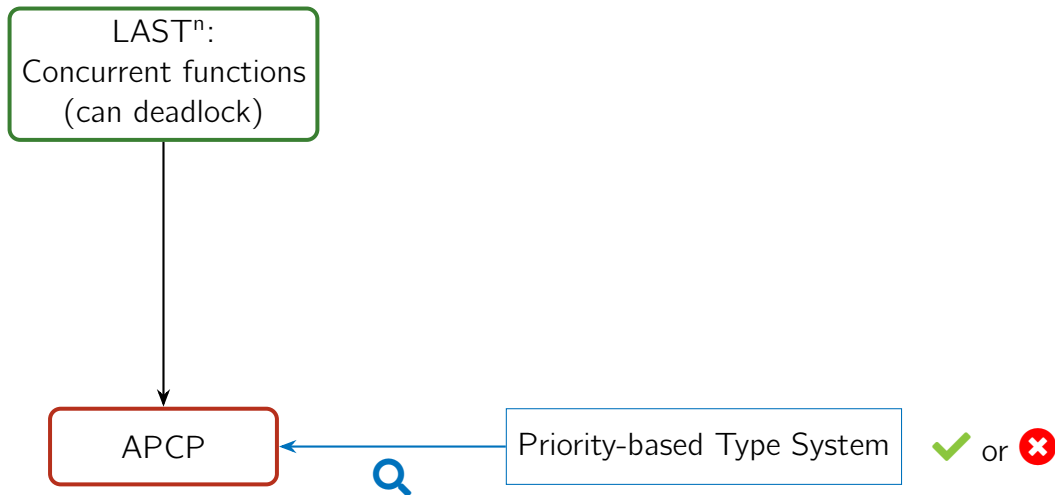 LASTⁿ:
Concurrent functions
(can deadlock)
APCP
Priority-based Type System
or